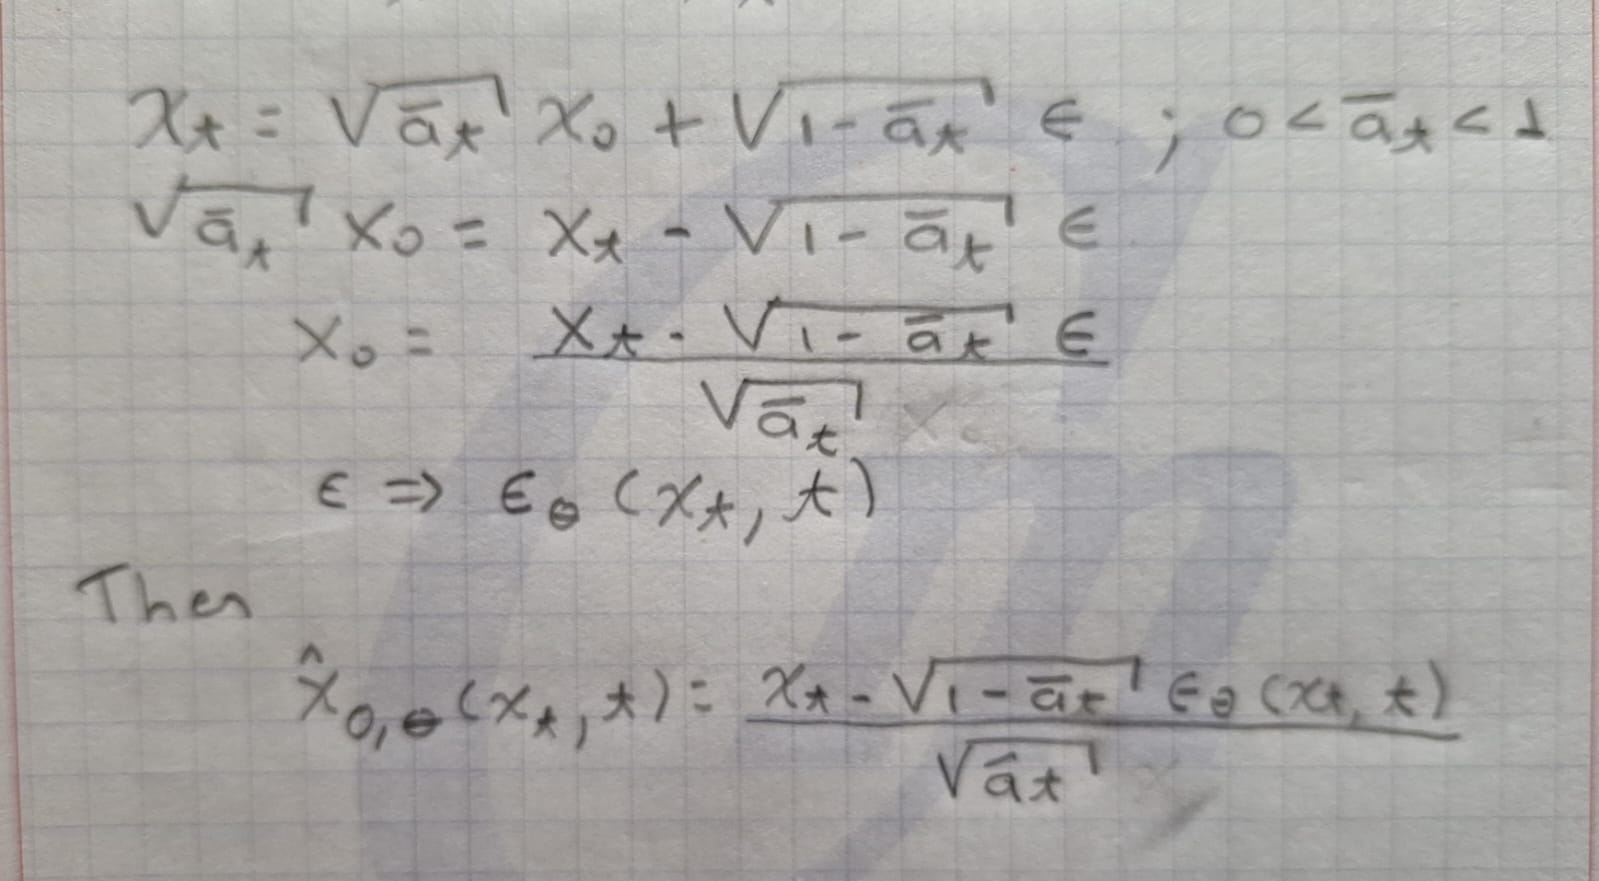 x_t = √(ā_t) x_0 + √(1 - ā_t) ϵ ; 0 < ā_t < 1
√(ā_t) x_0 = x_t - √(1 - ā_t) ϵ
x_0 = (x_t - √(1 - ā_t) ϵ) / √(ā_t)
ϵ ⇒ ϵ_θ (x_t, t)
Then
x̂_{0,θ} (x_t, t) = (x_t - √(1 - ā_t) ϵ_θ (x_t, t)) / √(ā_t)